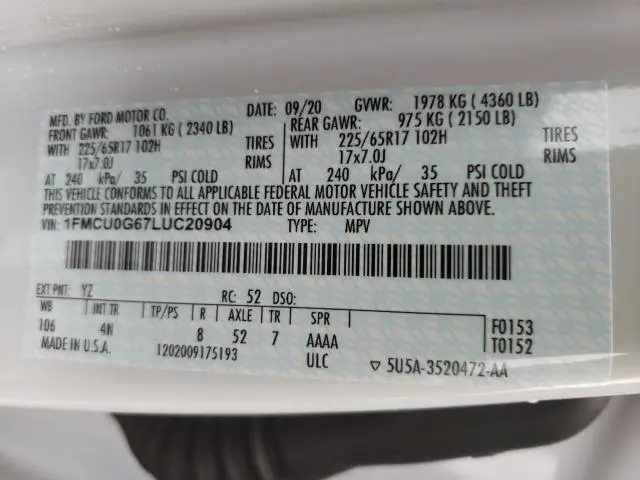 MFD. BY FORD MOTOR CO. DATE: 09/20 GVWR: 1978 KG ( 4360 LB)
FRONT GAWR: 1061 KG ( 2340 LB) REAR GAWR: 975 KG ( 2150 LB)
WITH 225/65R17 102H TIRES WITH 225/65R17 102H TIRES
17x7.0J RIMS 17x7.0J RIMS
AT 240 kPa/ 35 PSI COLD AT 240 kPa/ 35 PSI COLD
THIS VEHICLE CONFORMS TO ALL APPLICABLE FEDERAL MOTOR VEHICLE SAFETY AND THEFT
PREVENTION STANDARDS IN EFFECT ON THE DATE OF MANUFACTURE SHOWN ABOVE.
VIN: 1FMCU0G67LUC20904 TYPE: MPV
EXT PNT: YZ RC: 52 DSO:
WB INT TR TP/PS R AXLE TR SPR
106 4N 8 52 7 AAAA
F0153
T0152
MADE IN U.S.A. 1202009175193 ULC ▽ 5U5A-3520472-AA